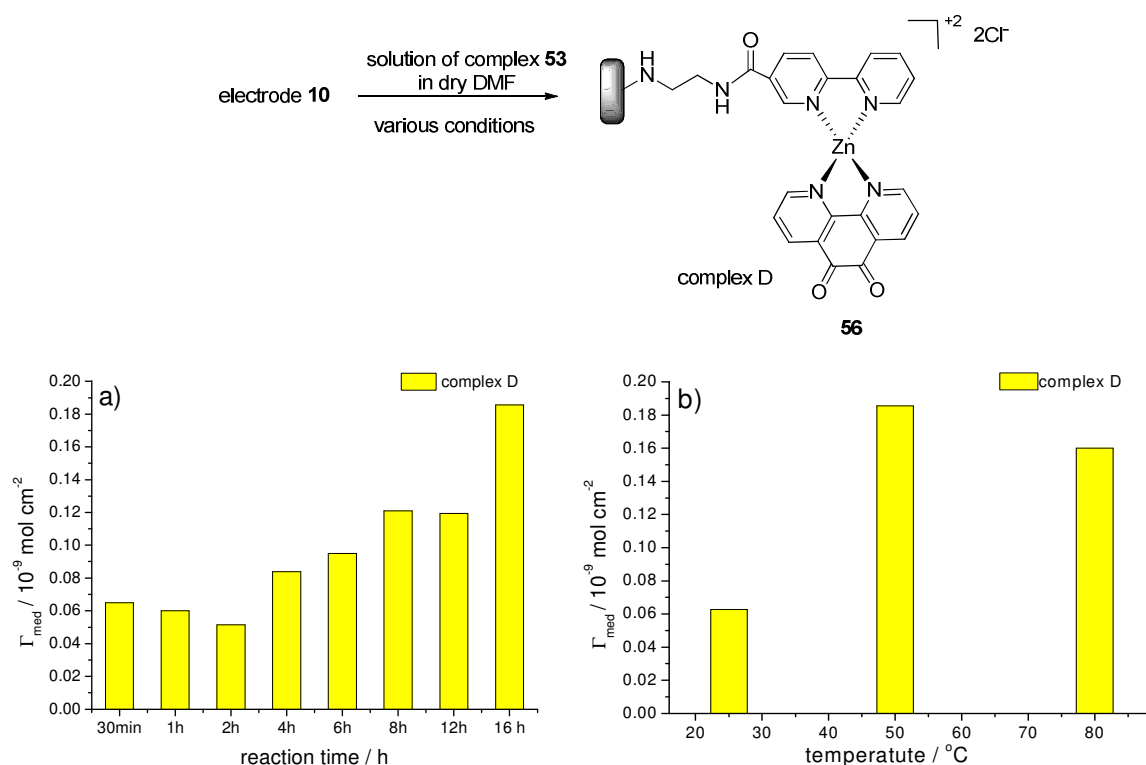 electrode 10
solution of complex 53
in dry DMF
various conditions
H
N
O
N
H
N
N
+2
2Cl-
Zn
N
N
O
O
complex D
56
a)
complex D
0.20
0.18
0.16
0.14
0.12
0.10
0.08
0.06
0.04
0.02
0.00
Γmed / 10-9 mol cm-2
30min 1h 2h 4h 6h 8h 12h 16 h
reaction time / h
b)
complex D
0.20
0.18
0.16
0.14
0.12
0.10
0.08
0.06
0.04
0.02
0.00
Γmed / 10-9 mol cm-2
20 30 40 50 60 70 80
temperatute / oC